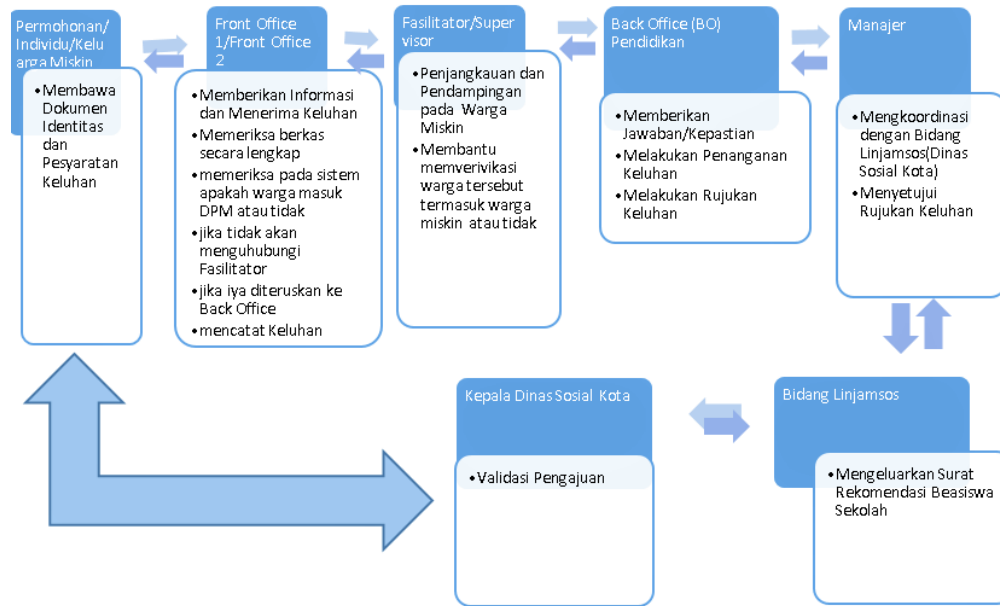 Permohonan/
Individu/Kelu
arga Miskin
• Membawa
Dokumen
Identitas
dan
Pesyaratan
Keluhan
Front Office
1/Front Office
2
• Memberikan Informasi
dan Menerima Keluhan
• Memeriksa berkas
secara lengkap
• memeriksa pada sistem
apakah warga masuk
DPM atau tidak
• jika tidak akan
menguhubungi
Fasilitator
• jika iya diteruskan ke
Back Office
• mencatat Keluhan
Fasilitator/Super
visor
• Penjangkauan dan
Pendampingan
pada Warga
Miskin
• Membantu
memverivikasi
warga tersebut
termasuk warga
miskin atau tidak
Back Office (BO)
Pendidikan
• Memberikan
Jawaban/Kepastian
• Melakukan Penanganan
Keluhan
• Melakukan Rujukan
Keluhan
Manajer
• Mengkoordinasi
dengan Bidang
Linjamsos(Dinas
Sosial Kota)
• Menyetujui
Rujukan Keluhan
Kepala Dinas Sosial Kota
• Validasi Pengajuan
Bidang Linjamsos
• Mengeluarkan Surat
Rekomendasi Beasiswa
Sekolah